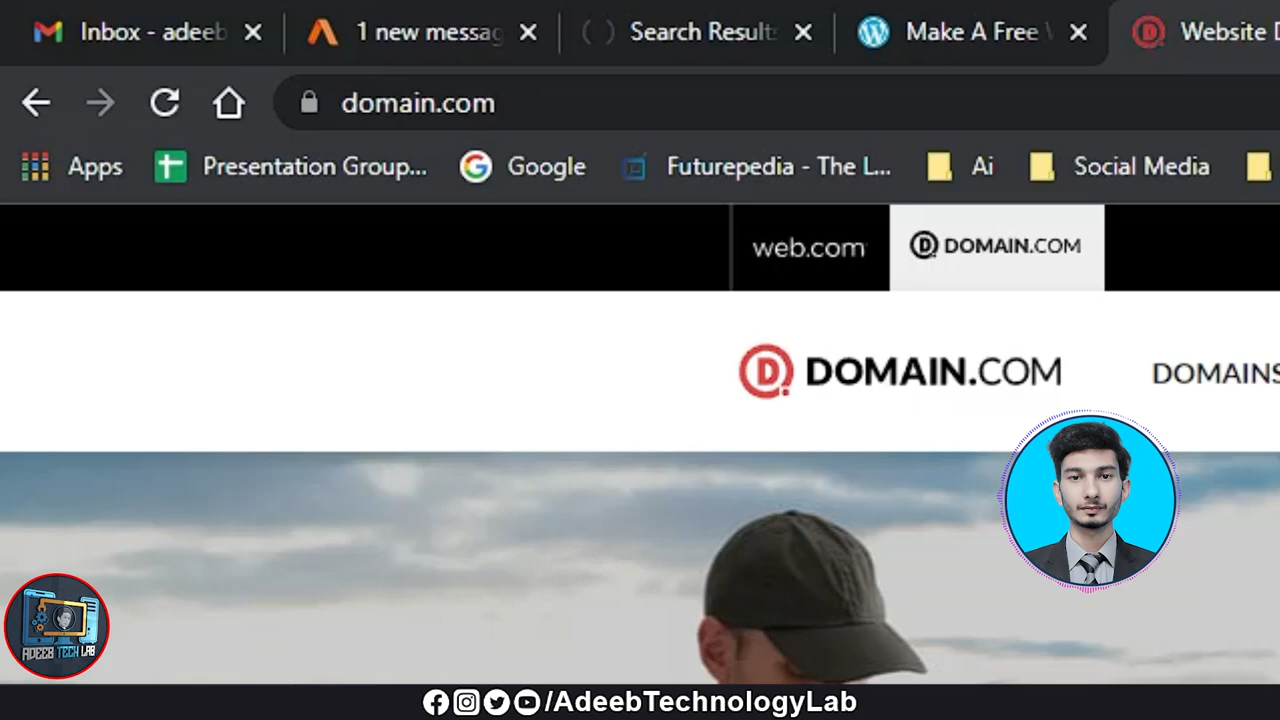 Inbox - adeeb
1 new messag
Search Results
Make A Free
Website D
domain.com
Apps
Presentation Group...
Google
Futurepedia - The L...
Ai
Social Media
web.com
DOMAIN.COM
DOMAIN.COM
DOMAINS
ADEEB TECH LAB
/AdeebTechnologyLab